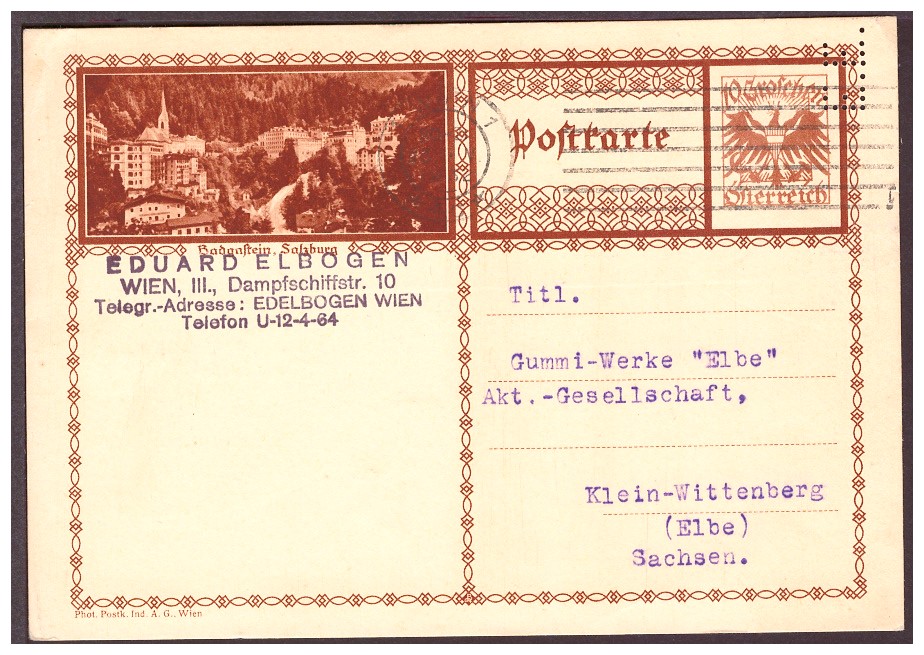 Postkarte
10 Groschen
Österreich
Badgastein, Salzburg
EDUARD ELBOGEN
WIEN, III., Dampfschiffstr. 10
Telegr.-Adresse: EDELBOGEN WIEN
Telefon U-12-4-64
Titl.
Gummi-Werke "Elbe"
Akt.-Gesellschaft,
Klein-Wittenberg
(Elbe)
Sachsen.
Phot. Postk. Ind. A. G., Wien